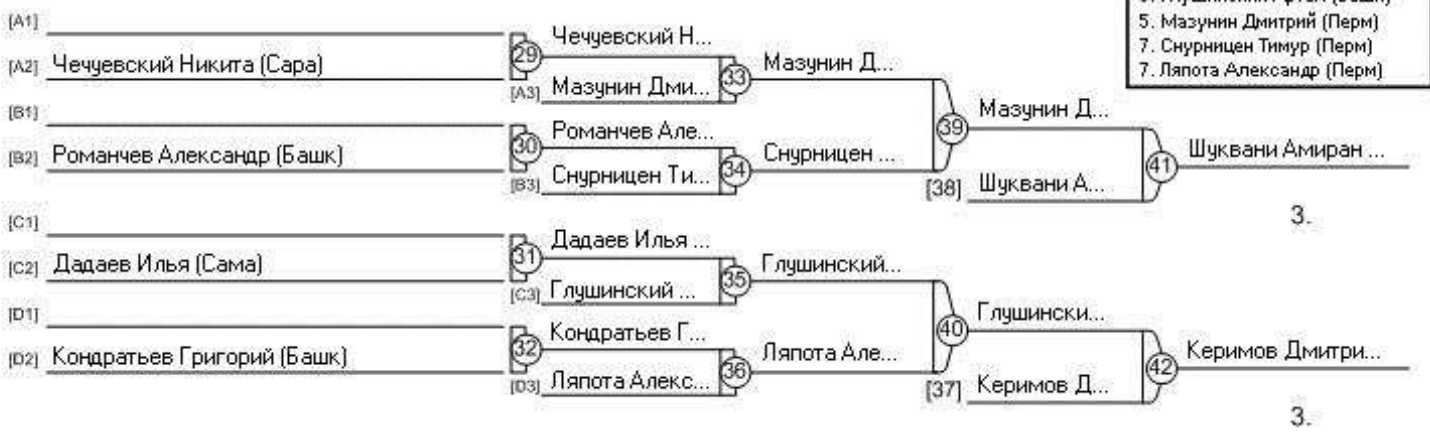 5. Мазунин Дмитрий (Перм)
7. Снурницен Тимур (Перм)
7. Ляпота Александр (Перм)
[A1]
[A2] Чечуевский Никита (Сара)
29
Чечуевский Н...
[A3] Мазунин Дми...
33
Мазунин Д...
[B1]
[B2] Романчев Александр (Башк)
30
Романчев Але...
[B3] Снурницен Ти...
34
Снурницен ...
39
Мазунин Д...
[38] Шуквани А...
41
Шуквани Амиран ...
3.
[C1]
[C2] Дадаев Илья (Сама)
31
Дадаев Илья ...
[C3] Глушинский ...
35
Глушинский...
[D1]
[D2] Кондратьев Григорий (Башк)
32
Кондратьев Г...
[D3] Ляпота Алекс...
36
Ляпота Але...
40
Глушински...
[37] Керимов Д...
42
Керимов Дмитри...
3.